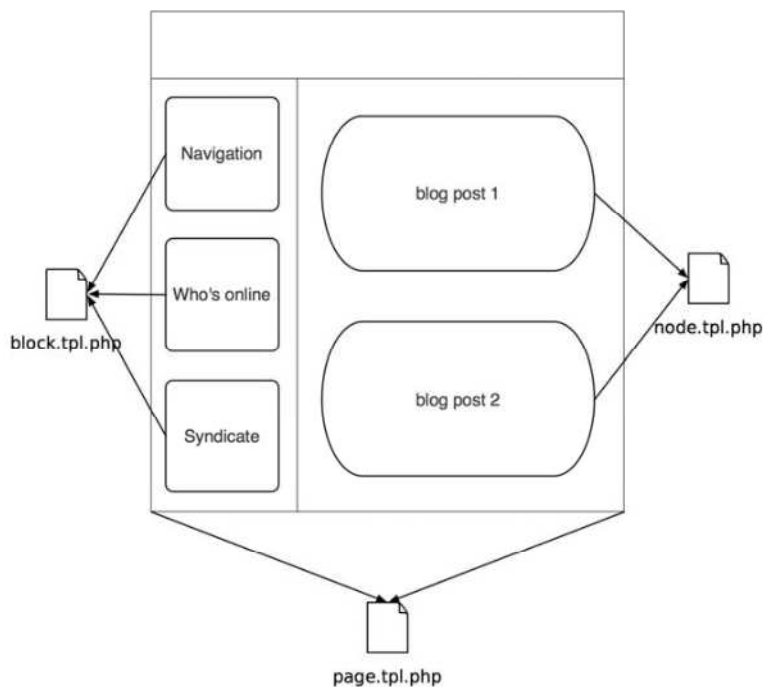 Navigation
blog post 1
Who's online
block.tpl.php
node.tpl.php
blog post 2
Syndicate
page.tpl.php